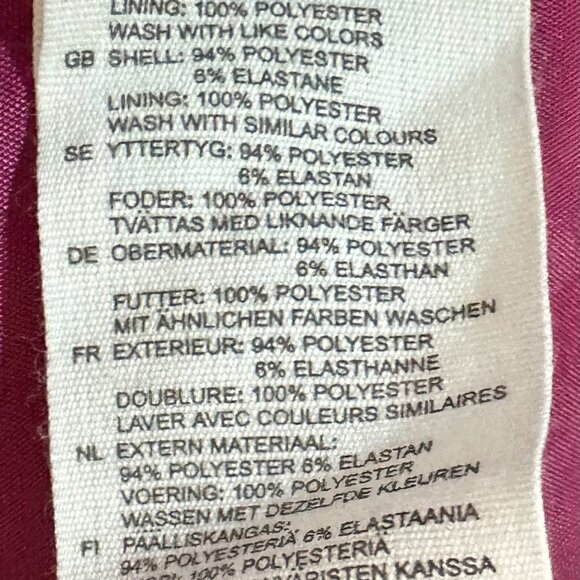 LINING: 100% POLYESTER
WASH WITH LIKE COLORS
GB SHELL: 94% POLYESTER
6% ELASTANE
LINING: 100% POLYESTER
WASH WITH SIMILAR COLOURS
SE YTTERTYG: 94% POLYESTER
6% ELASTAN
FODER: 100% POLYESTER
TVÄTTAS MED LIKNANDE FÄRGER
DE OBERMATERIAL: 94% POLYESTER
6% ELASTHAN
FUTTER: 100% POLYESTER
MIT ÄHNLICHEN FARBEN WASCHEN
FR EXTERIEUR: 94% POLYESTER
6% ELASTHANNE
DOUBLURE: 100% POLYESTER
LAVER AVEC COULEURS SIMILAIRES
NL EXTERN MATERIAAL:
94% POLYESTER 6% ELASTAN
VOERING: 100% POLYESTER
WASSEN MET DEZELFDE KLEUREN
FI PÄÄLLISKANGAS:
94% POLYESTERIÄ 6% ELASTAANIA
100% POLYESTERIÄ
KANSSA